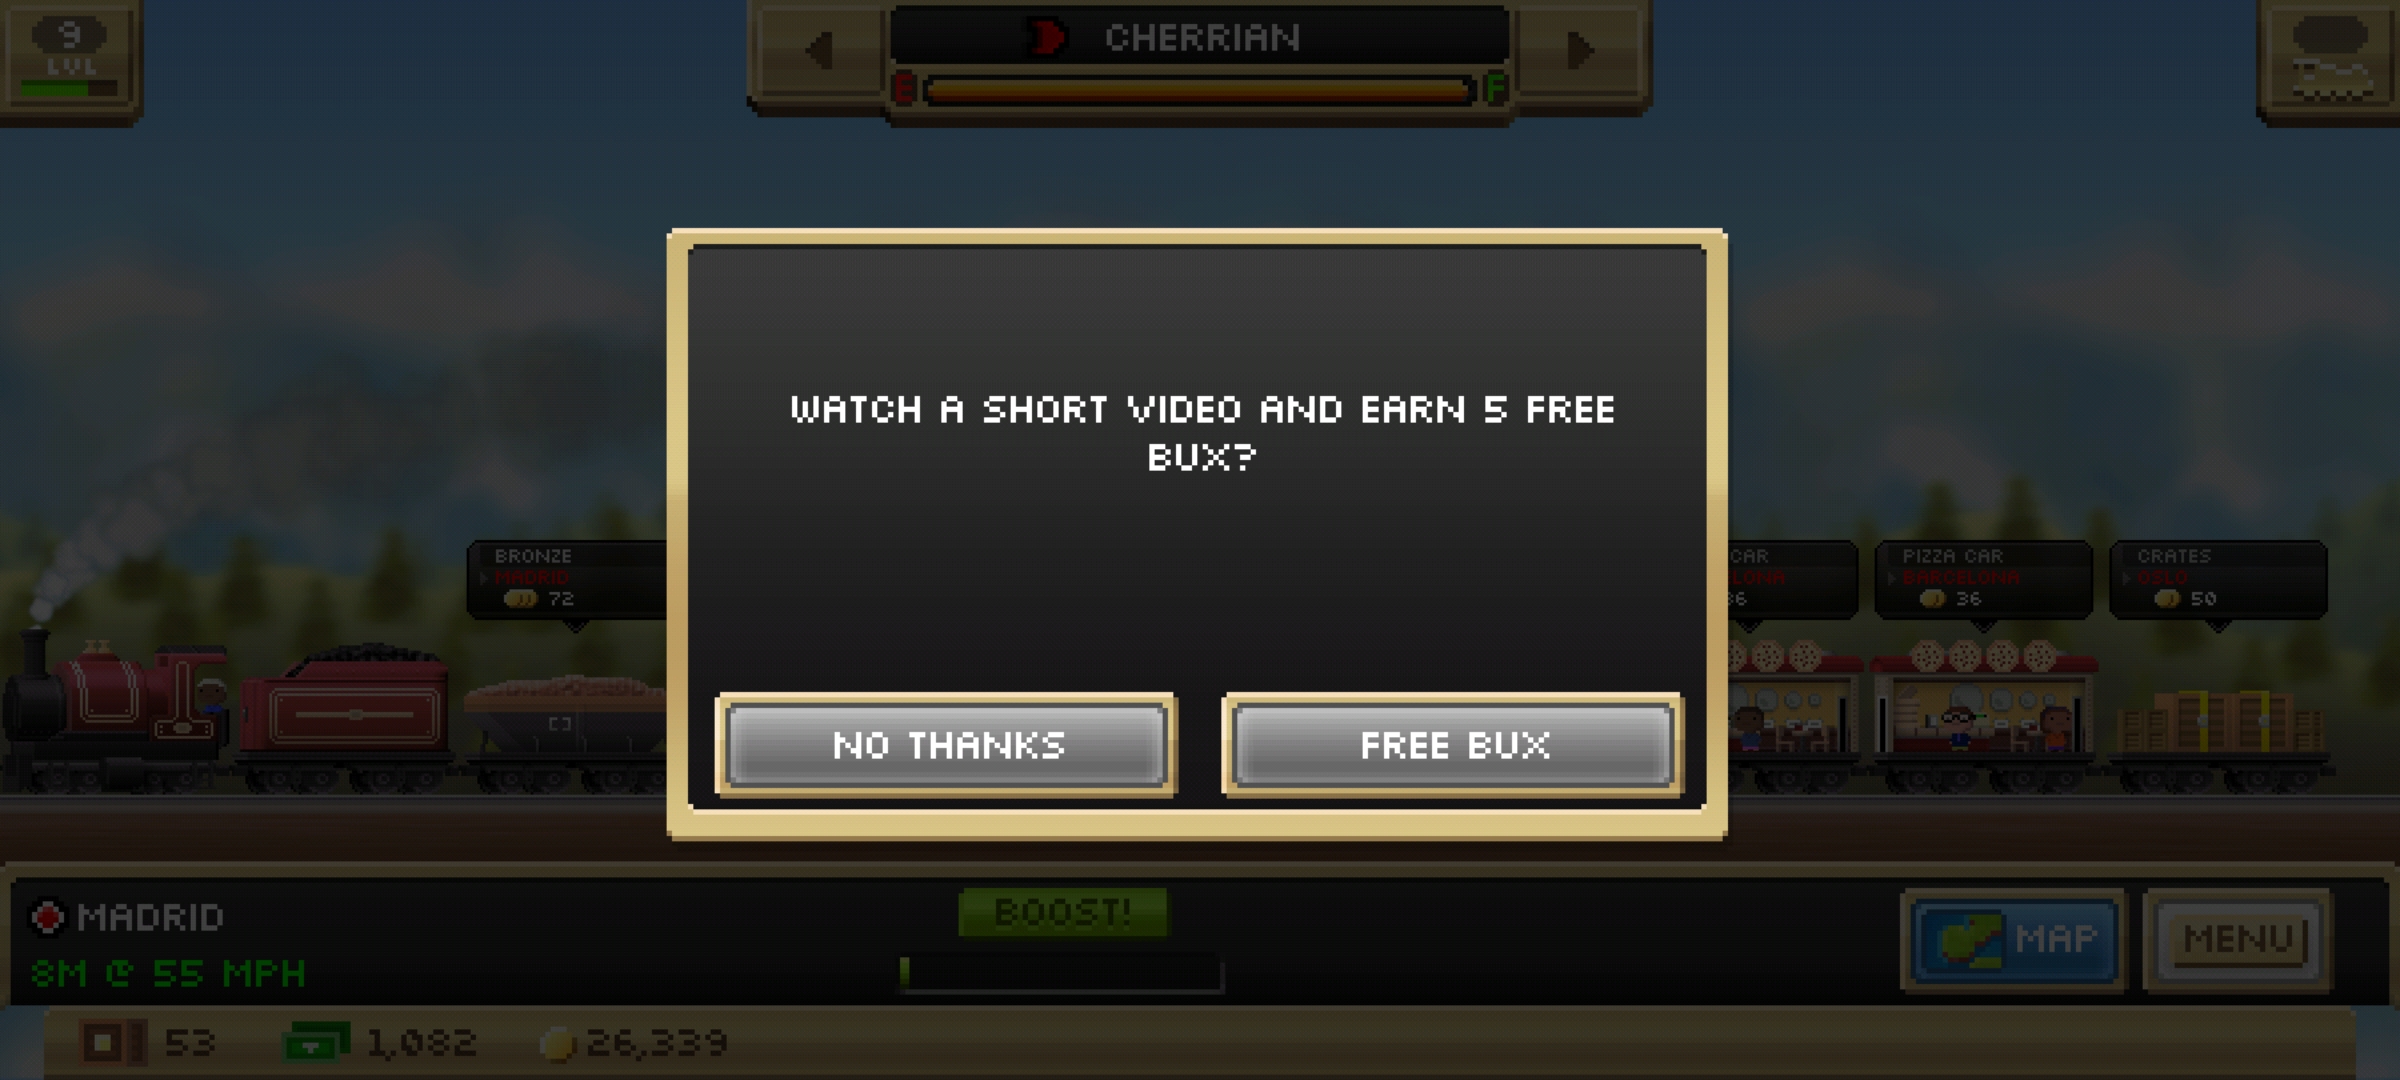 9
LVL
CHERRIAN
E
F
WATCH A SHORT VIDEO AND EARN 5 FREE
BUX?
NO THANKS
FREE BUX
BRONZE
MADRID
72
CAR
LONA
36
PIZZA CAR
BARCELONA
36
CRATES
OSLO
50
MADRID
8M @ 55 MPH
BOOST!
MAP
MENU
53
1,082
26,339